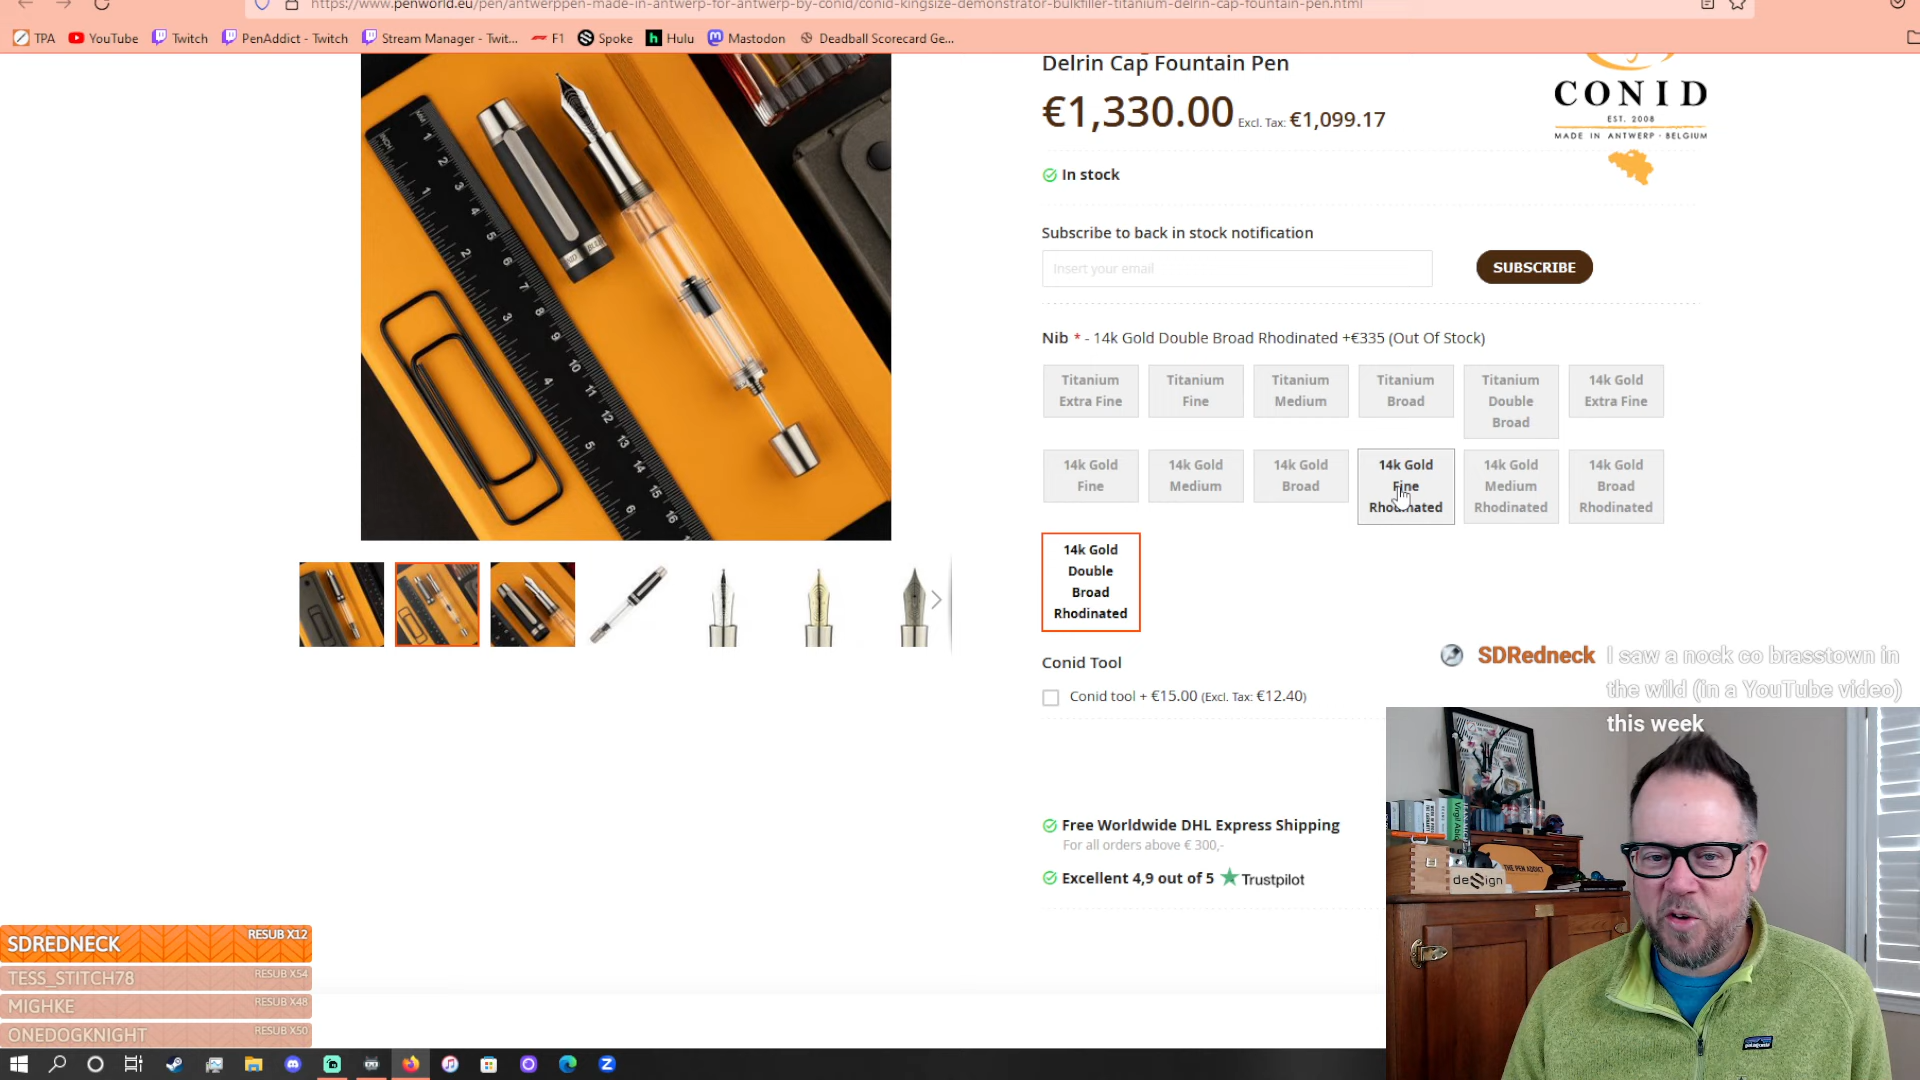 https://www.penworld.eu/pen/antwerppen-made-in-antwerp-for-antwerp-by-conid/conid-kingsize-demonstrator-bulkfiller-titanium-delrin-cap-fountain-pen.html
TPA YouTube Twitch PenAddict - Twitch Stream Manager - Twit... F1 Spoke Hulu Mastodon Deadball Scorecard Ge...
Delrin Cap Fountain Pen
€1,330.00 Excl. Tax: €1,099.17
CONID
EST. 2008
MADE IN ANTWERP · BELGIUM
In stock
Subscribe to back in stock notification
Insert your email
SUBSCRIBE
Nib * - 14k Gold Double Broad Rhodinated +€335 (Out Of Stock)
Titanium Extra Fine
Titanium Fine
Titanium Medium
Titanium Broad
Titanium Double Broad
14k Gold Extra Fine
14k Gold Fine
14k Gold Medium
14k Gold Broad
14k Gold Fine Rhodinated
14k Gold Medium Rhodinated
14k Gold Broad Rhodinated
14k Gold Double Broad Rhodinated
Conid Tool
Conid tool + €15.00 (Excl. Tax: €12.40)
SDRedneck I saw a nock co brasstown in
the wild (in a YouTube video)
this week
Free Worldwide DHL Express Shipping
For all orders above € 300,-
Excellent 4,9 out of 5 Trustpilot
THE PEN ADDICT
SDREDNECK RESUB X12
TESS_STITCH78 RESUB X54
MIGHKE RESUB X48
ONEDOGKNIGHT RESUB X50
patagonia